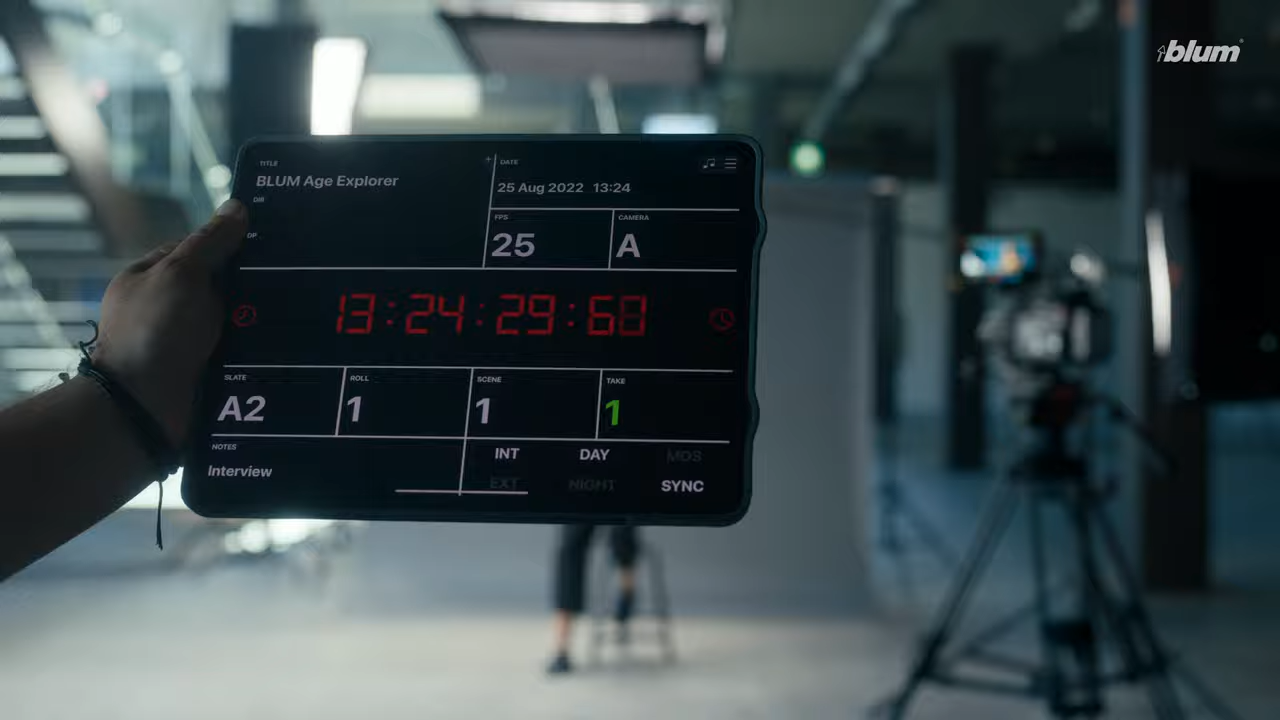 blum
TITLE
BLUM Age Explorer
DIR
DP
DATE
25 Aug 2022 13:24
FPS
25
CAMERA
A
13:24:29:68
SLATE
A2
ROLL
1
SCENE
1
TAKE
1
NOTES
Interview
INT DAY MOS
EXT NIGHT SYNC